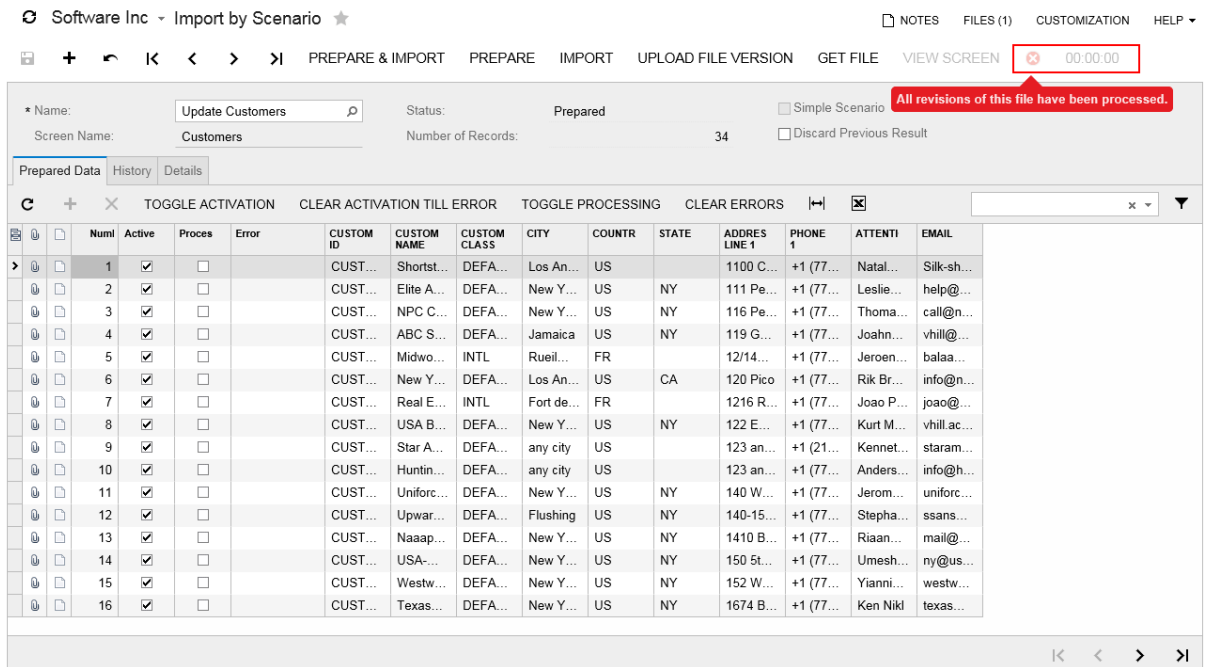 Software Inc Import by Scenario NOTES FILES (1) CUSTOMIZATION HELP
PREPARE & IMPORT PREPARE IMPORT UPLOAD FILE VERSION GET FILE VIEW SCREEN 00:00:00
All revisions of this file have been processed.
* Name: Update Customers Status: Prepared Simple Scenario
Screen Name: Customers Number of Records: 34 Discard Previous Result
Prepared Data History Details
TOGGLE ACTIVATION CLEAR ACTIVATION TILL ERROR TOGGLE PROCESSING CLEAR ERRORS
Numl Active Proces Error CUSTOM ID CUSTOM NAME CUSTOM CLASS CITY COUNTR STATE ADDRES LINE 1 PHONE 1 ATTENTI EMAIL
1 CUST... Shortst... DEFA... Los An... US 1100 C... +1 (77... Natal... Silk-sh...
2 CUST... Elite A... DEFA... New Y... US NY 111 Pe... +1 (77... Leslie... help@...
3 CUST... NPC C... DEFA... New Y... US NY 116 Pe... +1 (77... Thoma... call@n...
4 CUST... ABC S... DEFA... Jamaica US NY 119 G... +1 (77... Joahn... vhill@...
5 CUST... Midwo... INTL Rueil... FR 12/14... +1 (77... Jeroen... balaa...
6 CUST... New Y... DEFA... Los An... US CA 120 Pico +1 (77... Rik Br... info@n...
7 CUST... Real E... INTL Fort de... FR 1216 R... +1 (77... Joao P... joao@...
8 CUST... USA B... DEFA... New Y... US NY 122 E... +1 (77... Kurt M... vhill.ac...
9 CUST... Star A... DEFA... any city US 123 an... +1 (21... Kennet... staram...
10 CUST... Huntin... DEFA... any city US 123 an... +1 (77... Anders... info@h...
11 CUST... Uniforc... DEFA... New Y... US NY 140 W... +1 (77... Jerom... uniforc...
12 CUST... Upwar... DEFA... Flushing US NY 140-15... +1 (77... Stepha... ssans...
13 CUST... Naaap... DEFA... New Y... US NY 1410 B... +1 (77... Riaan... mail@...
14 CUST... USA-... DEFA... New Y... US NY 150 5t... +1 (77... Umesh... ny@us...
15 CUST... Westw... DEFA... New Y... US NY 152 W... +1 (77... Yianni... westw...
16 CUST... Texas... DEFA... New Y... US NY 1674 B... +1 (77... Ken Nikl texas...